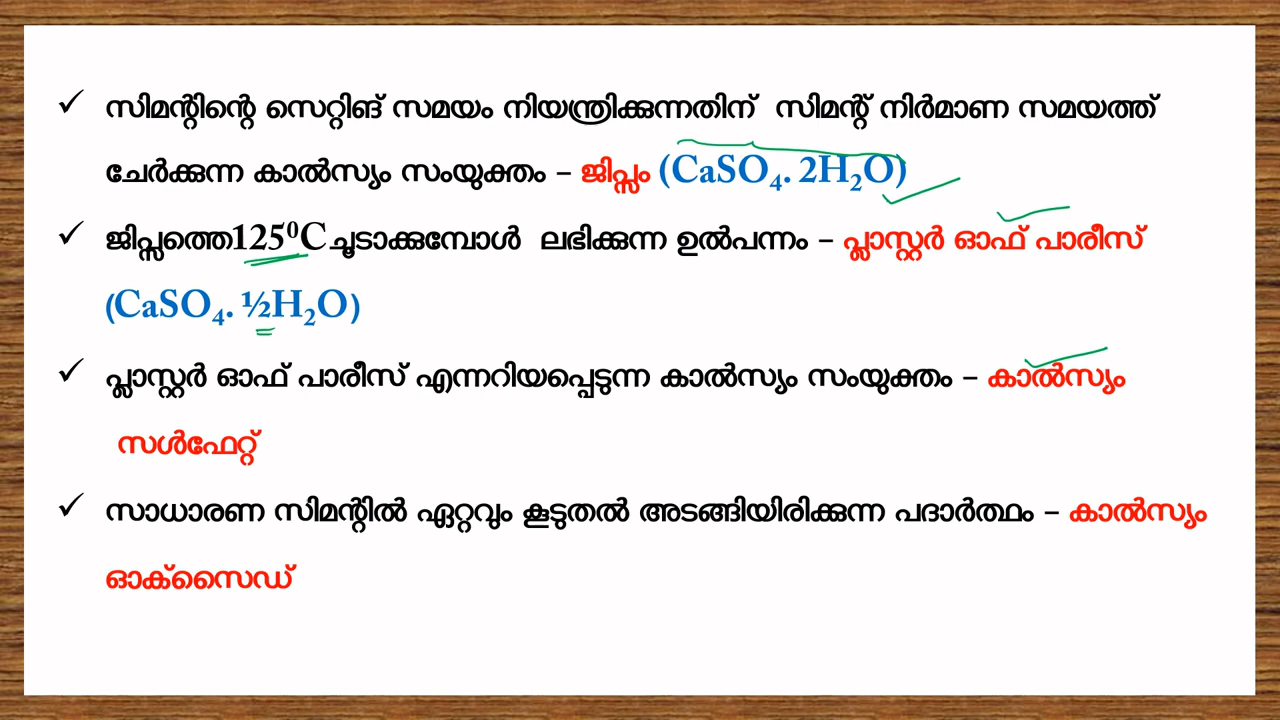 ✓ സിമന്റിന്റെ സെറ്റിങ് സമയം നിയന്ത്രിക്കുന്നതിന് സിമന്റ് നിർമാണ സമയത്ത്
ചേർക്കുന്ന കാൽസ്യം സംയുക്തം – ജിപ്സം (CaSO₄. 2H₂O)
✓ ജിപ്സത്തെ125⁰C ചൂടാക്കുമ്പോൾ ലഭിക്കുന്ന ഉൽപന്നം – പ്ലാസ്റ്റർ ഓഫ് പാരീസ്
(CaSO₄. ½H₂O)
✓ പ്ലാസ്റ്റർ ഓഫ് പാരീസ് എന്നറിയപ്പെടുന്ന കാൽസ്യം സംയുക്തം – കാൽസ്യം
സൾഫേറ്റ്
✓ സാധാരണ സിമന്റിൽ ഏറ്റവും കൂടുതൽ അടങ്ങിയിരിക്കുന്ന പദാർത്ഥം – കാൽസ്യം
ഓക്സൈഡ്